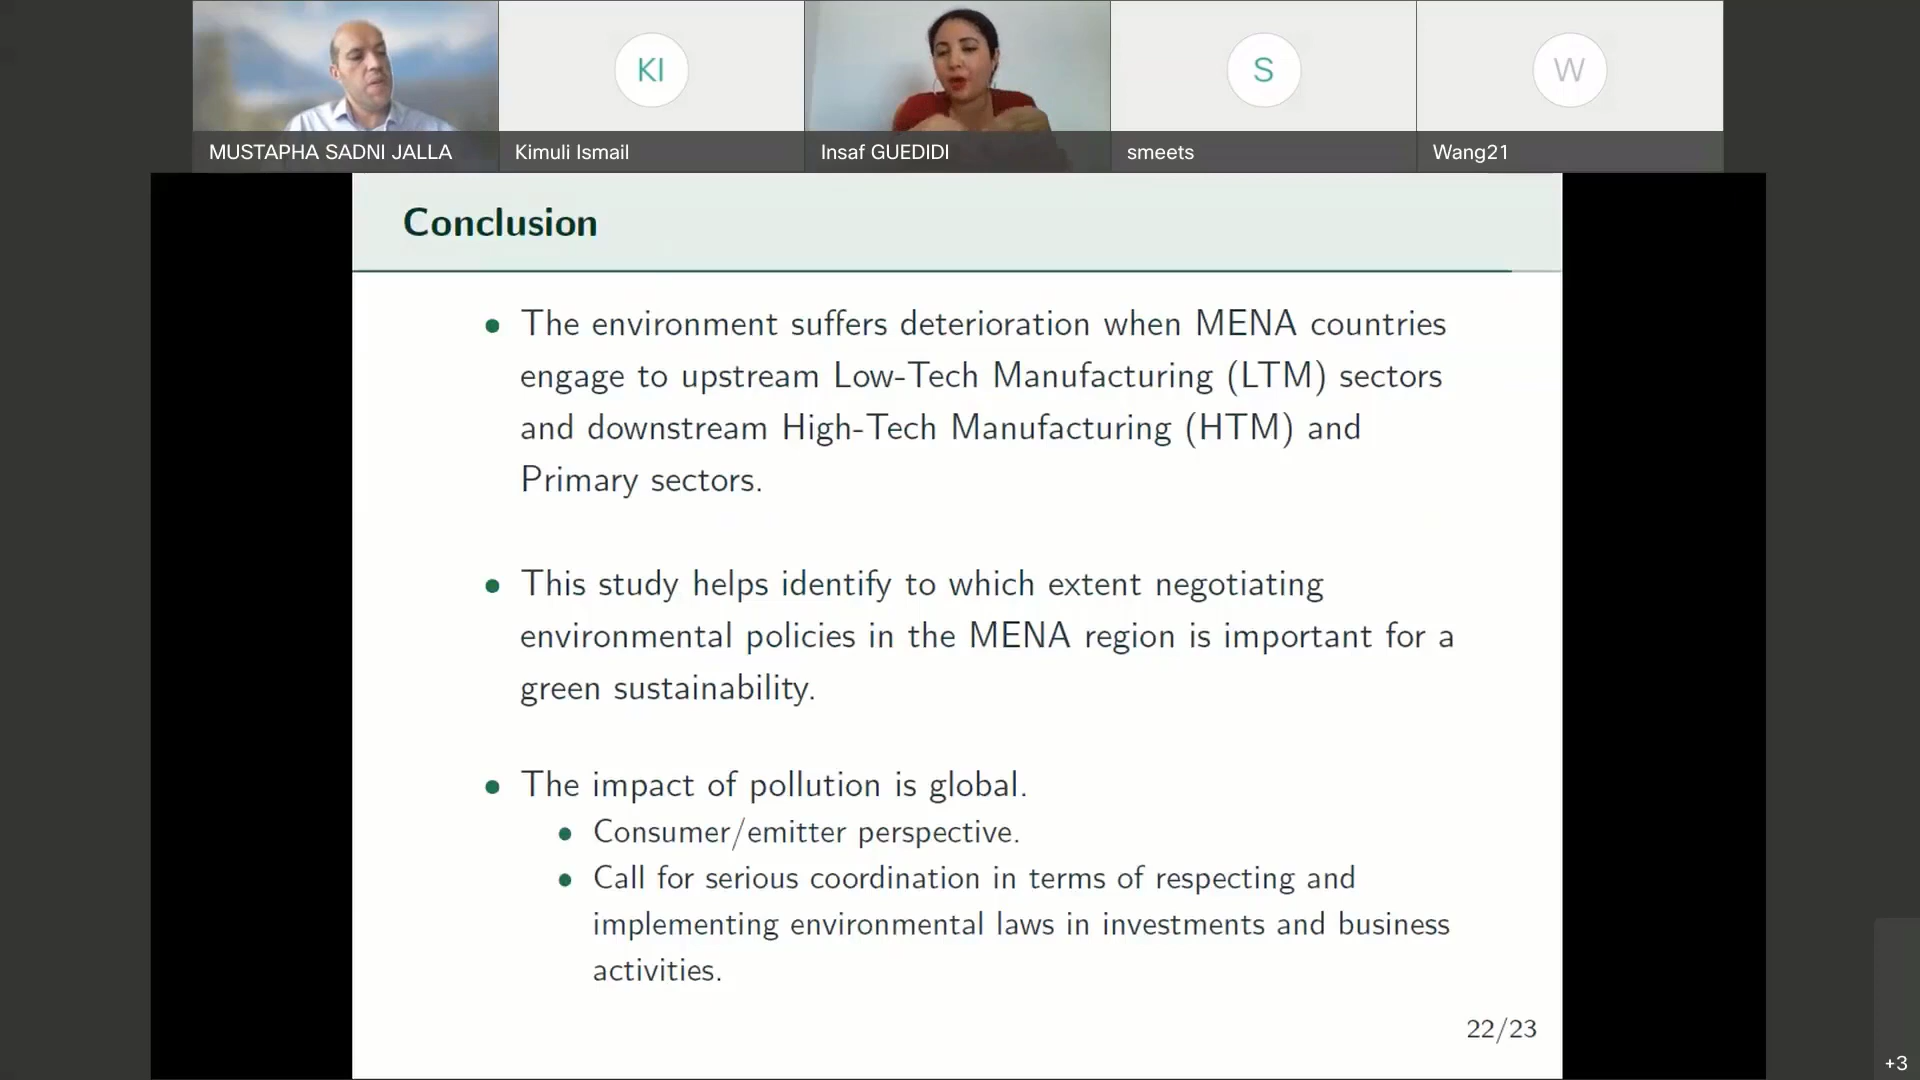 KI
S
W
MUSTAPHA SADNI JALLA
Kimuli Ismail
Insaf GUEDIDI
smeets
Wang21
Conclusion
The environment suffers deterioration when MENA countries
engage to upstream Low-Tech Manufacturing (LTM) sectors
and downstream High-Tech Manufacturing (HTM) and
Primary sectors.
This study helps identify to which extent negotiating
environmental policies in the MENA region is important for a
green sustainability.
The impact of pollution is global.
Consumer/emitter perspective.
Call for serious coordination in terms of respecting and
implementing environmental laws in investments and business
activities.
22/23
+3